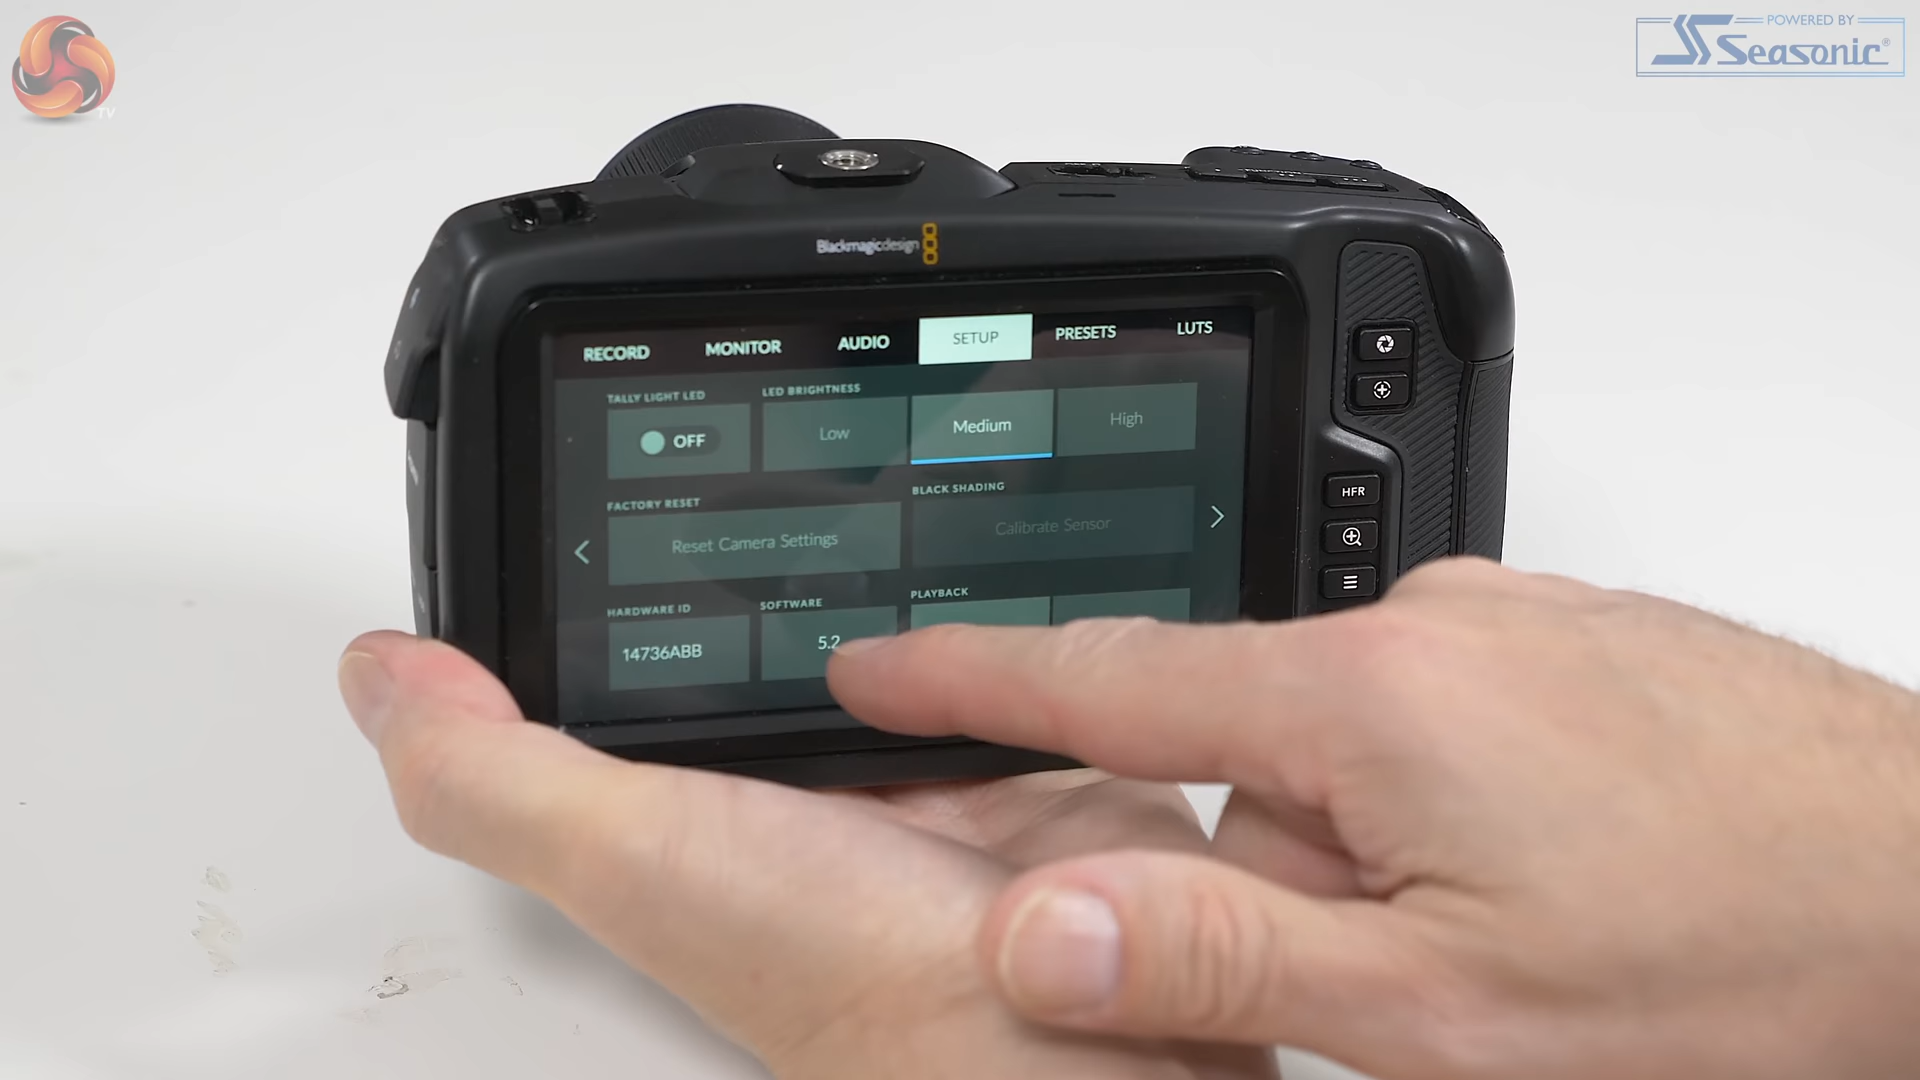 TV
POWERED BY
Seasonic®
Blackmagicdesign
RECORD MONITOR AUDIO SETUP PRESETS LUTS
TALLY LIGHT LED LED BRIGHTNESS
OFF Low Medium High
FACTORY RESET BLACK SHADING
Reset Camera Settings Calibrate Sensor
HARDWARE ID SOFTWARE PLAYBACK
14736ABB 5.2
HFR